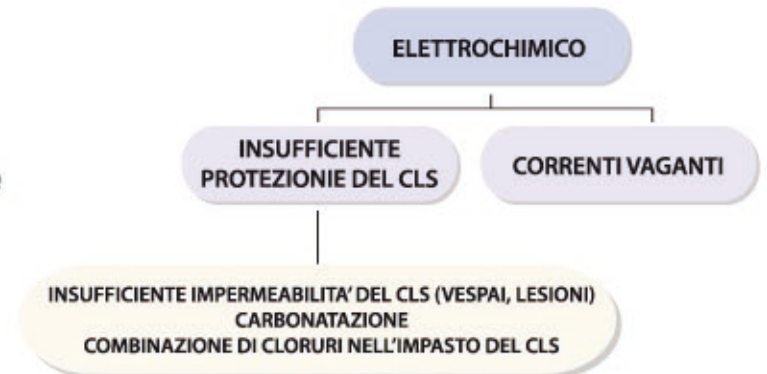 ELETTROCHIMICO
INSUFFICIENTE
PROTEZIONIE DEL CLS
CORRENTI VAGANTI
INSUFFICIENTE IMPERMEABILITA' DEL CLS (VESPAI, LESIONI)
CARBONATAZIONE
COMBINAZIONE DI CLORURI NELL'IMPASTO DEL CLS